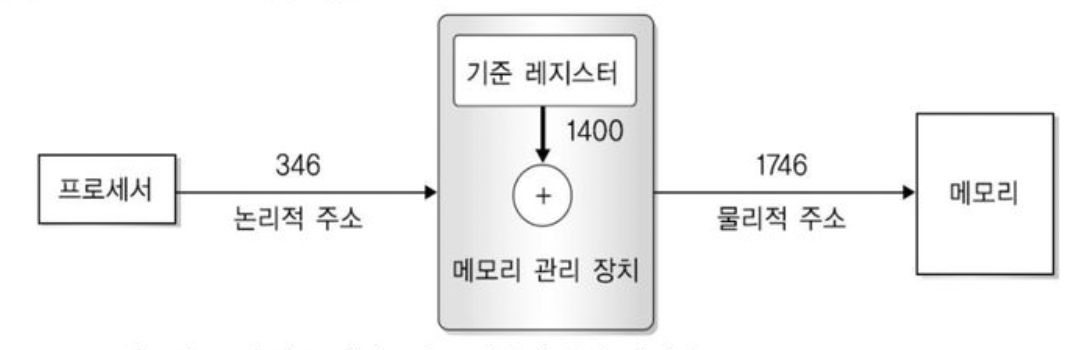 기준 레지스터
1400
프로세서
346
논리적 주소
+
1746
물리적 주소
메모리
메모리 관리 장치